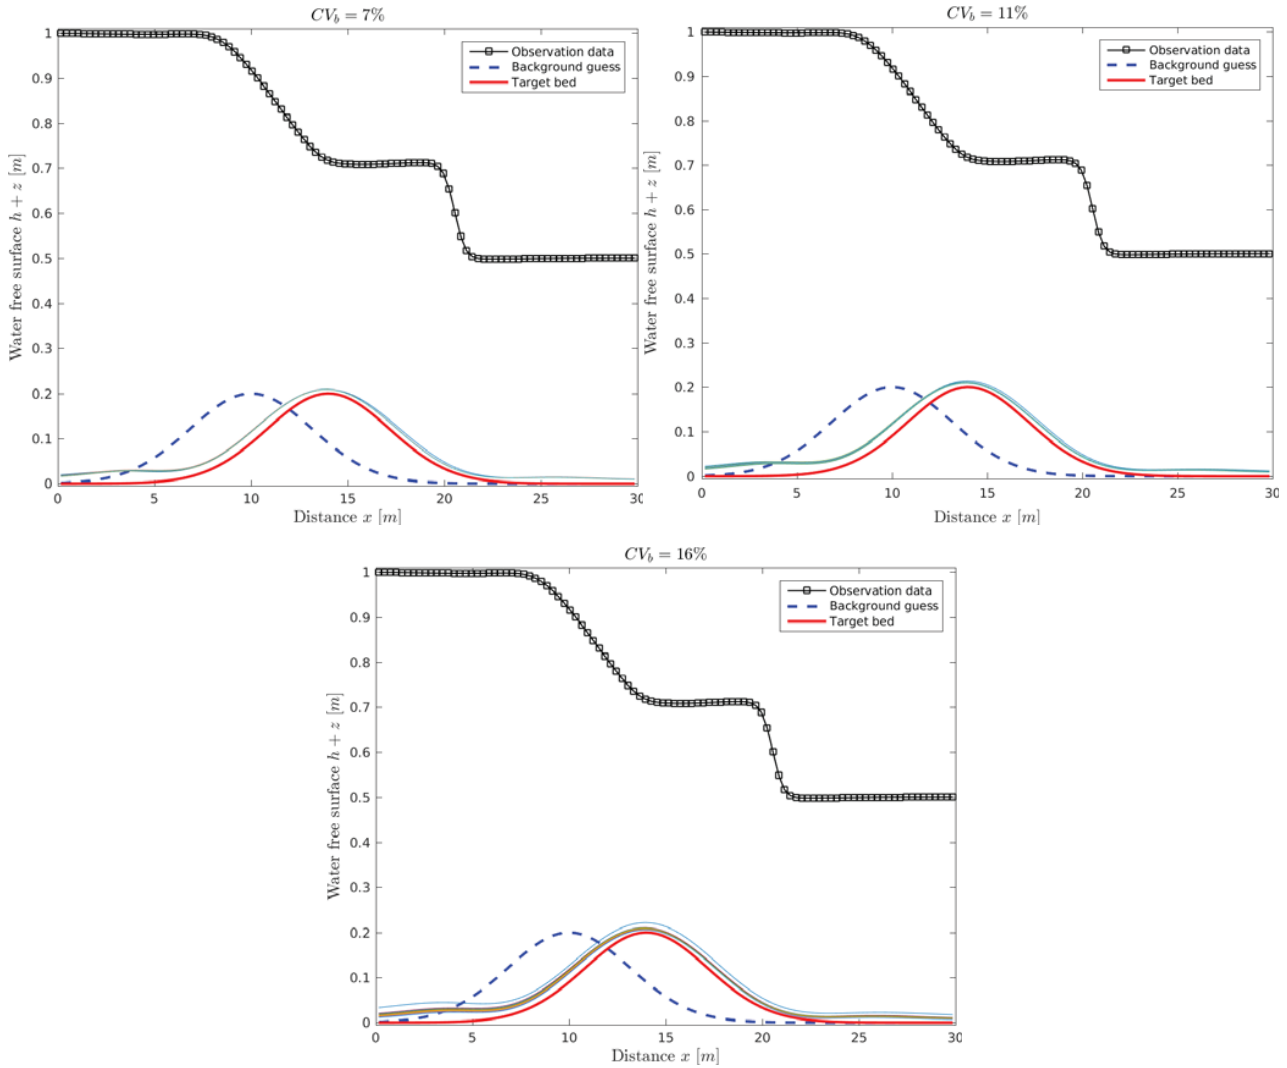 CV_b = 7%
Observation data
Background guess
Target bed
1
0.9
0.8
0.7
0.6
0.5
0.4
0.3
0.2
0.1
0
Water free surface h + z [m]
0 5 10 15 20 25 30
Distance x [m]
CV_b = 11%
Observation data
Background guess
Target bed
1
0.9
0.8
0.7
0.6
0.5
0.4
0.3
0.2
0.1
0
Water free surface h + z [m]
0 5 10 15 20 25 30
Distance x [m]
CV_b = 16%
Observation data
Background guess
Target bed
1
0.9
0.8
0.7
0.6
0.5
0.4
0.3
0.2
0.1
0
Water free surface h + z [m]
0 5 10 15 20 25 30
Distance x [m]